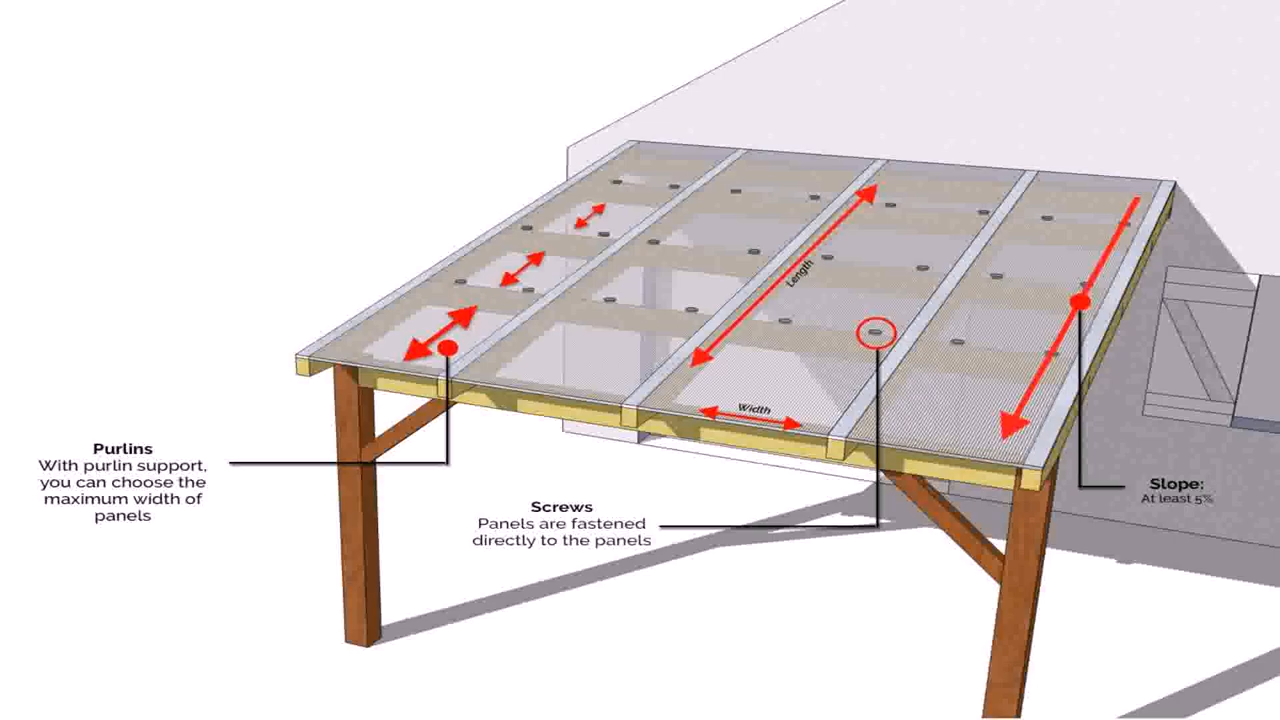 Length
Width
Purlins
With purlin support,
you can choose the
maximum width of
panels
Screws
Panels are fastened
directly to the panels
Slope:
At least 5%